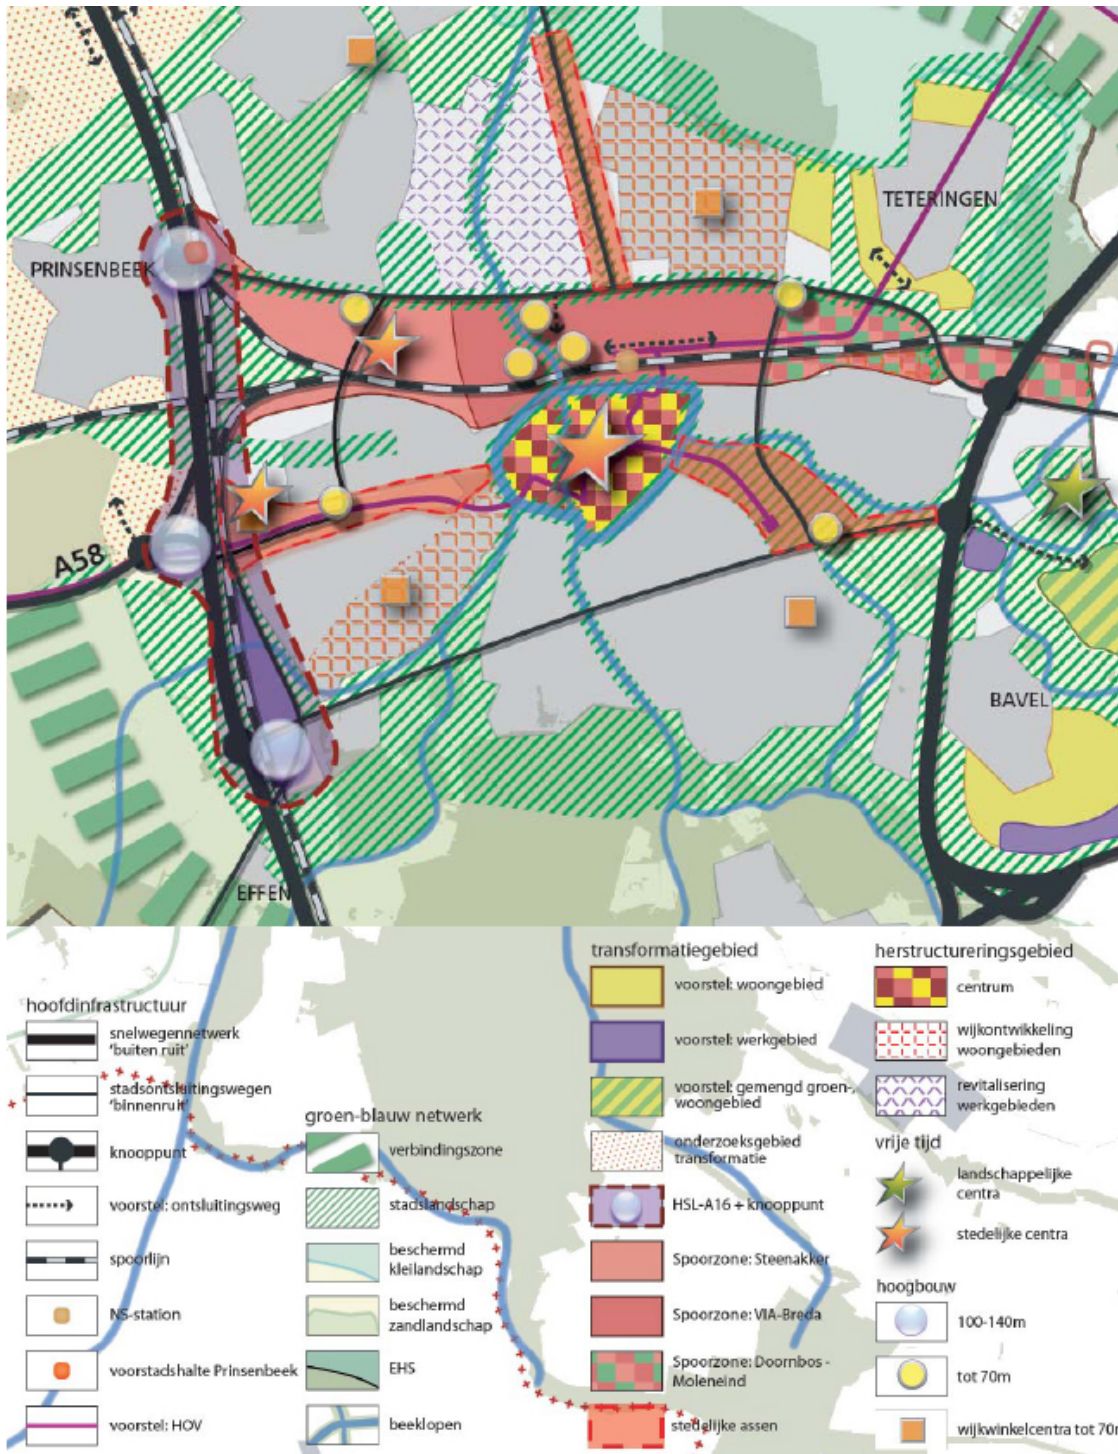 PRINSENBEEK
TETERINGEN
A58
BAVEL
EFFEN
hoofdinfrastructuur
snelwegennetwerk
'buiten ruit'
stadsontsluitingswegen
'binnenruit'
knooppunt
voorstel: ontsluitingsweg
spoorlijn
NS-station
voorstadshalte Prinsenbeek
voorstel: HOV
groen-blauw netwerk
verbindingszone
stadslandschap
beschermd
kleilandschap
beschermd
zandlandschap
EHS
beeklopen
transformatiegebied
voorstel: woongebied
voorstel: werkgebied
voorstel: gemengd groen-,
woongebied
onderzoeksgebied
transformatie
HSL-A16 + knooppunt
Spoorzone: Steenakker
Spoorzone: VIA-Breda
Spoorzone: Doornbos -
Moleneind
stedelijke assen
herstructureringsgebied
centrum
wijkontwikkeling
woongebieden
revitalisering
werkgebieden
vrije tijd
landschappelijke
centra
stedelijke centra
hoogbouw
100-140m
tot 70m
wijkwinkelcentra tot 70